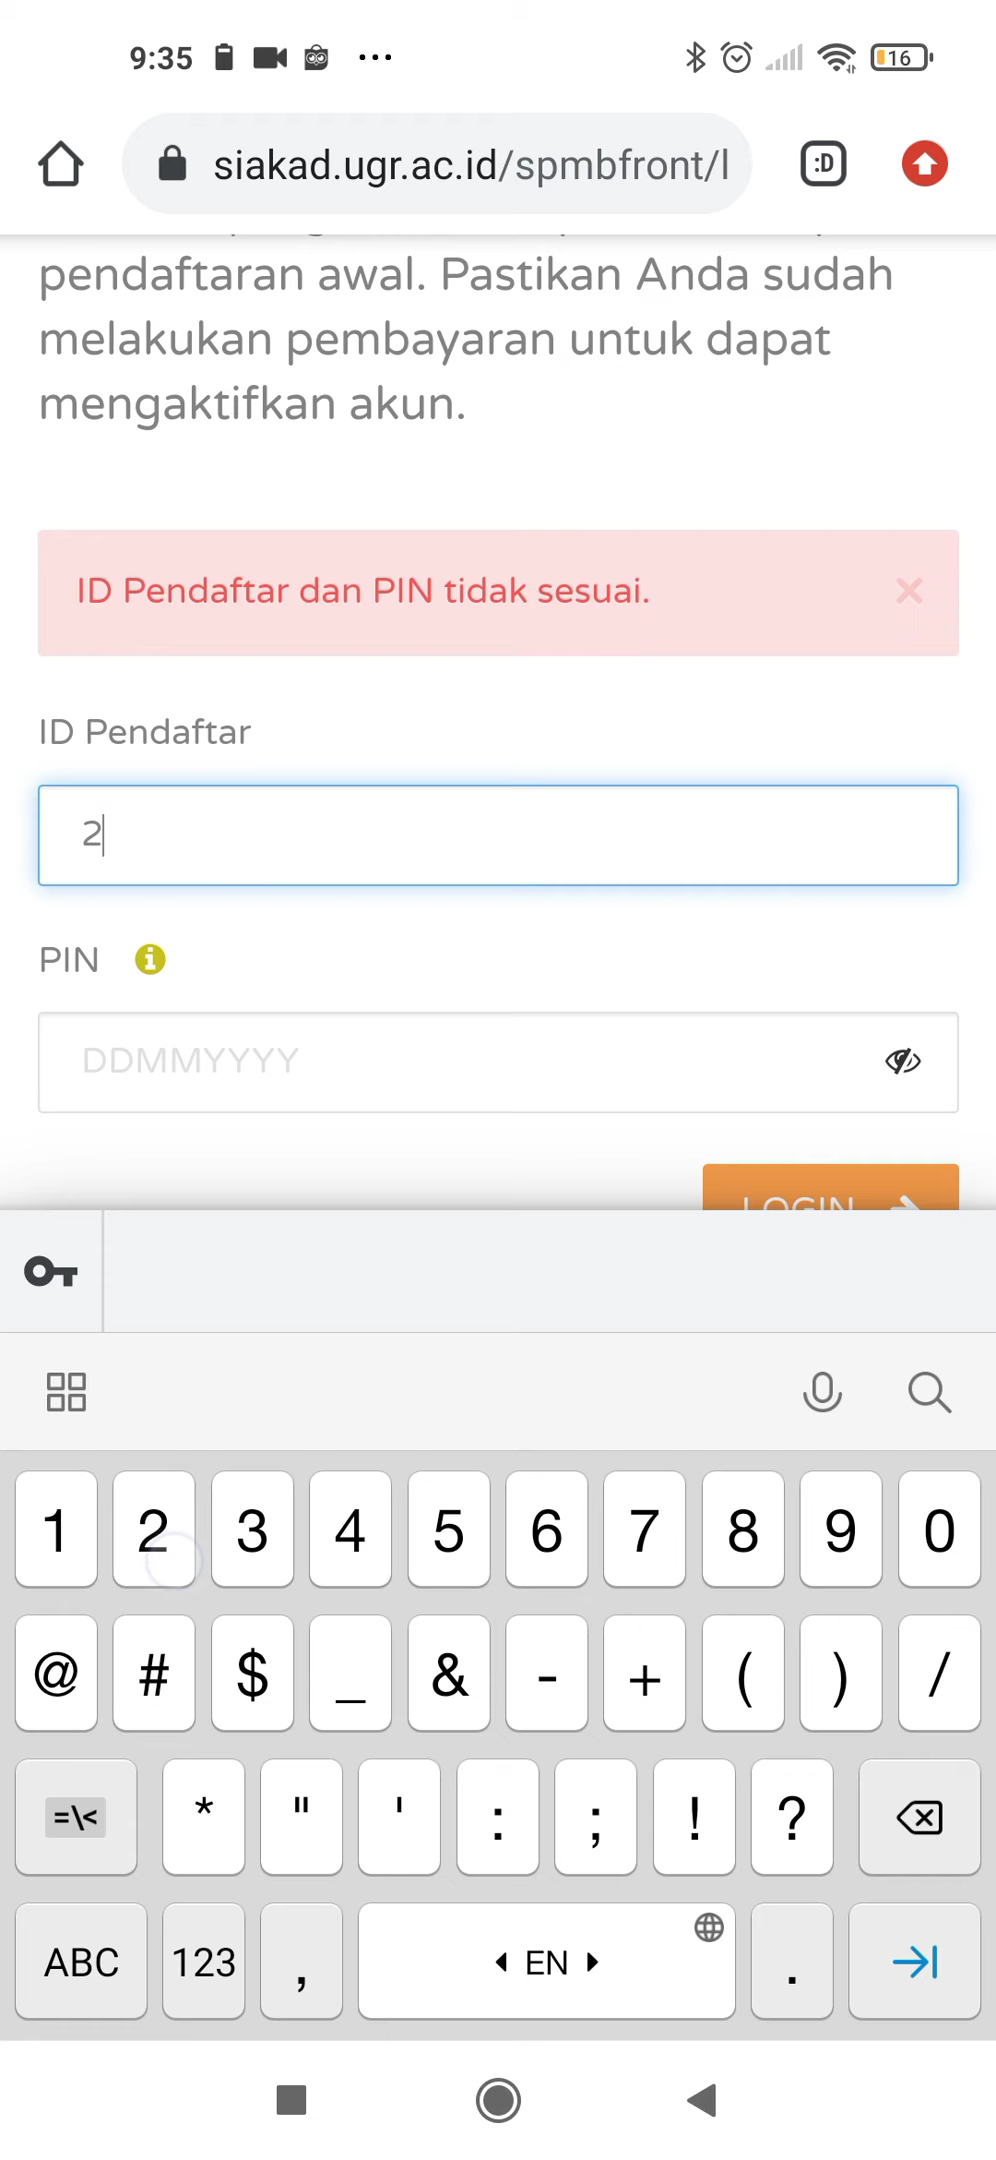 9:35
16
siakad.ugr.ac.id/spmbfront/l
:D
pendaftaran awal. Pastikan Anda sudah
melakukan pembayaran untuk dapat
mengaktifkan akun.
ID Pendaftar dan PIN tidak sesuai.
ID Pendaftar
2
PIN
DDMMYYYY
LOGIN
1 2 3 4 5 6 7 8 9 0
@ # $ _ & - + ( ) /
=\< * " ' : ; ! ?
ABC 123 , EN .